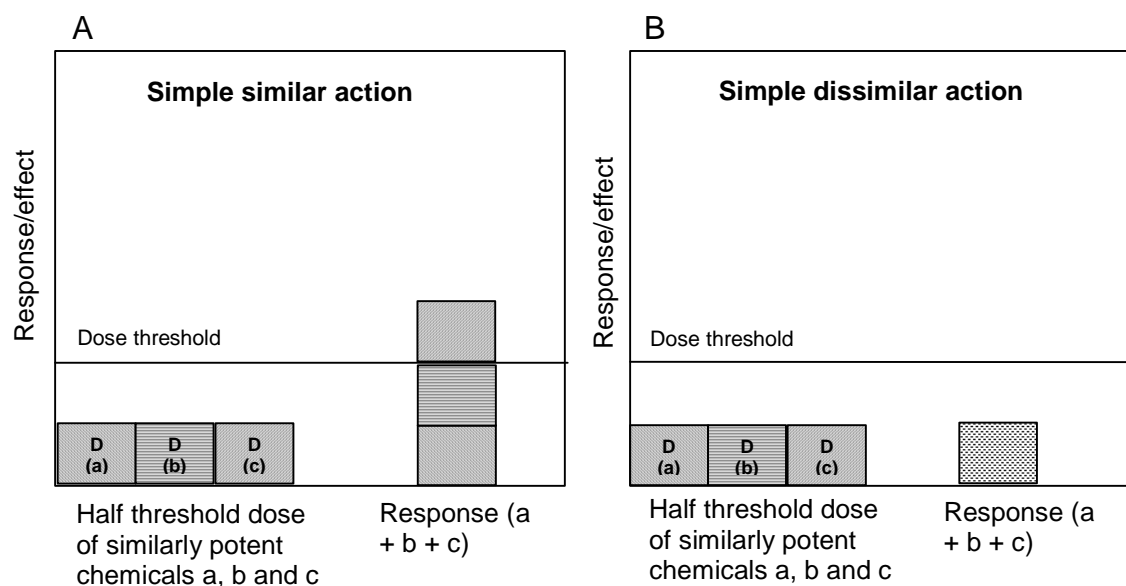 A
Simple similar action
Response/effect
Dose threshold
D
(a)
D
(b)
D
(c)
Half threshold dose
of similarly potent
chemicals a, b and c
Response (a
+ b + c)
B
Simple dissimilar action
Response/effect
Dose threshold
D
(a)
D
(b)
D
(c)
Half threshold dose
of similarly potent
chemicals a, b and c
Response (a
+ b + c)